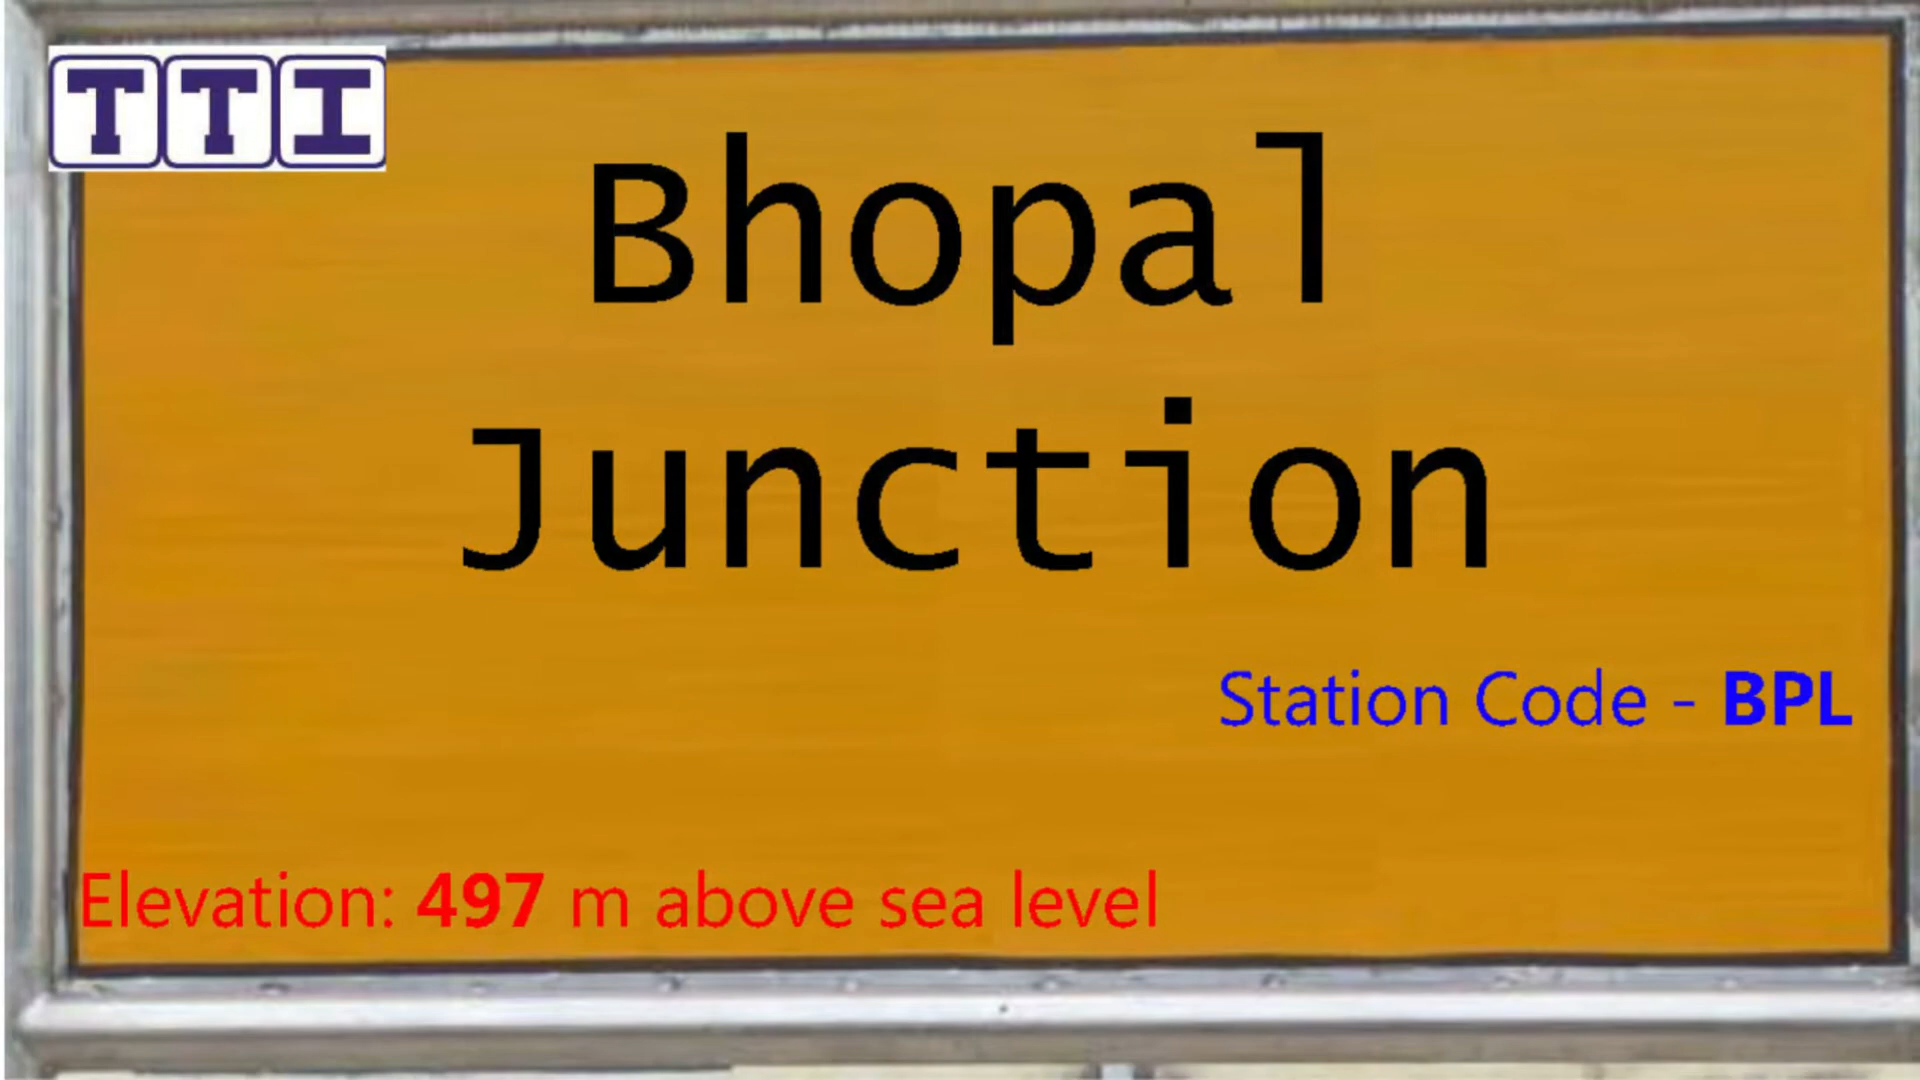 TTI
Bhopal
Junction
Station Code - BPL
Elevation: 497 m above sea level